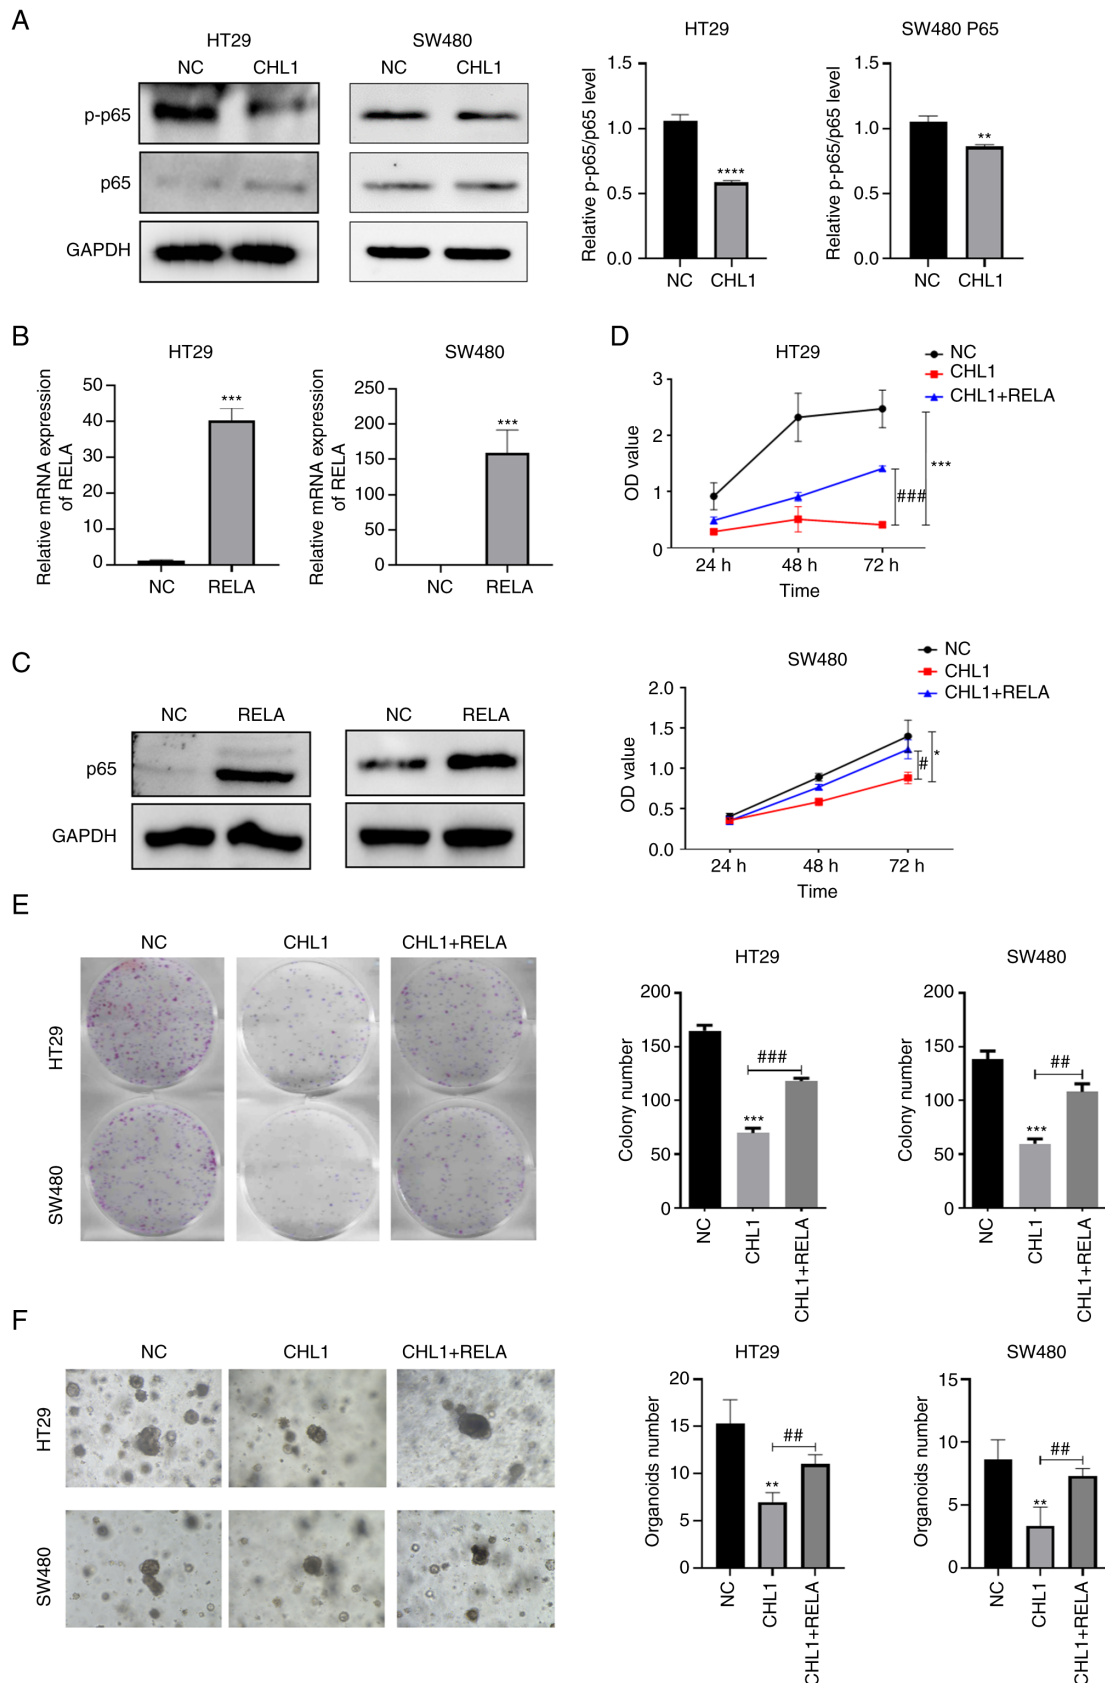 A
HT29
SW480
NC CHL1
NC CHL1
p-p65
p65
GAPDH
HT29
Relative p-p65/p65 level
1.5
1.0
0.5
0.0
****
NC CHL1
SW480 P65
Relative p-p65/p65 level
1.5
1.0
0.5
0.0
**
NC CHL1
B
HT29
Relative mRNA expression
of RELA
50
40
30
20
10
0
***
NC RELA
SW480
Relative mRNA expression
of RELA
250
200
150
100
50
0
***
NC RELA
C
NC RELA
NC RELA
p65
GAPDH
D
HT29
NC
CHL1
CHL1+RELA
OD value
3
2
1
0
###
***
24 h 48 h 72 h
Time
SW480
NC
CHL1
CHL1+RELA
OD value
2.0
1.5
1.0
0.5
0.0
#
*
24 h 48 h 72 h
Time
E
NC CHL1 CHL1+RELA
HT29
SW480
HT29
Colony number
200
150
100
50
0
***
###
NC
CHL1
CHL1+RELA
SW480
Colony number
200
150
100
50
0
***
##
NC
CHL1
CHL1+RELA
F
NC CHL1 CHL1+RELA
HT29
SW480
HT29
Organoids number
20
15
10
5
0
**
##
NC
CHL1
CHL1+RELA
SW480
Organoids number
15
10
5
0
**
##
NC
CHL1
CHL1+RELA